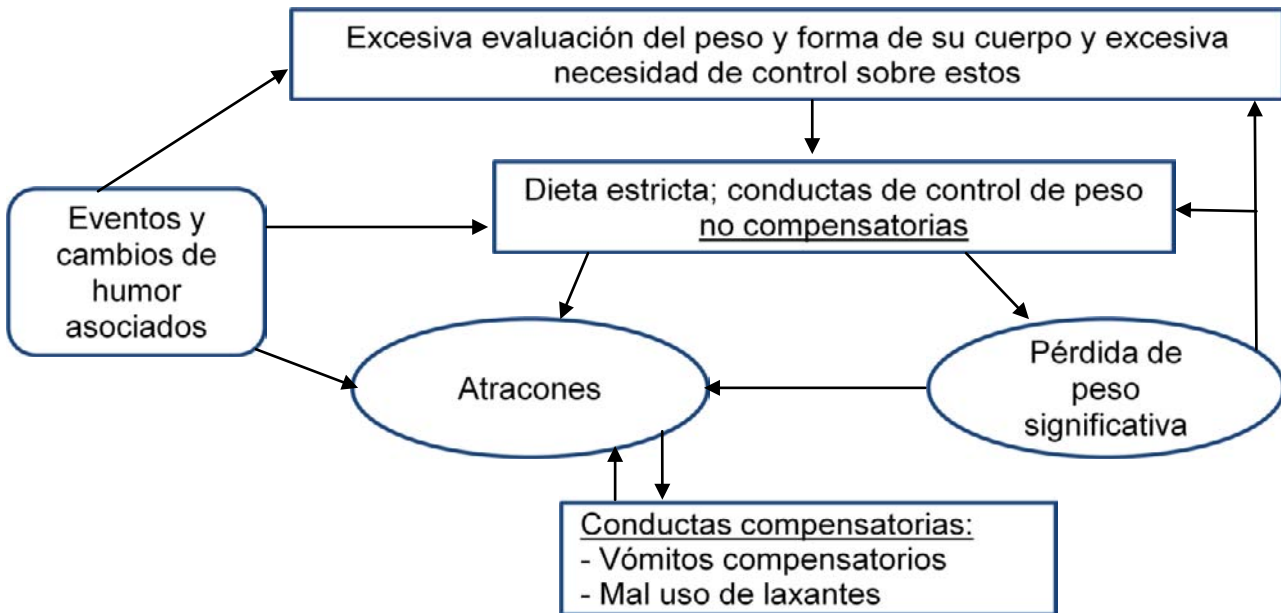 Excesiva evaluación del peso y forma de su cuerpo y excesiva
necesidad de control sobre estos
Dieta estricta; conductas de control de peso
no compensatorias
Eventos y
cambios de
humor
asociados
Atracones
Pérdida de
peso
significativa
Conductas compensatorias:
- Vómitos compensatorios
- Mal uso de laxantes